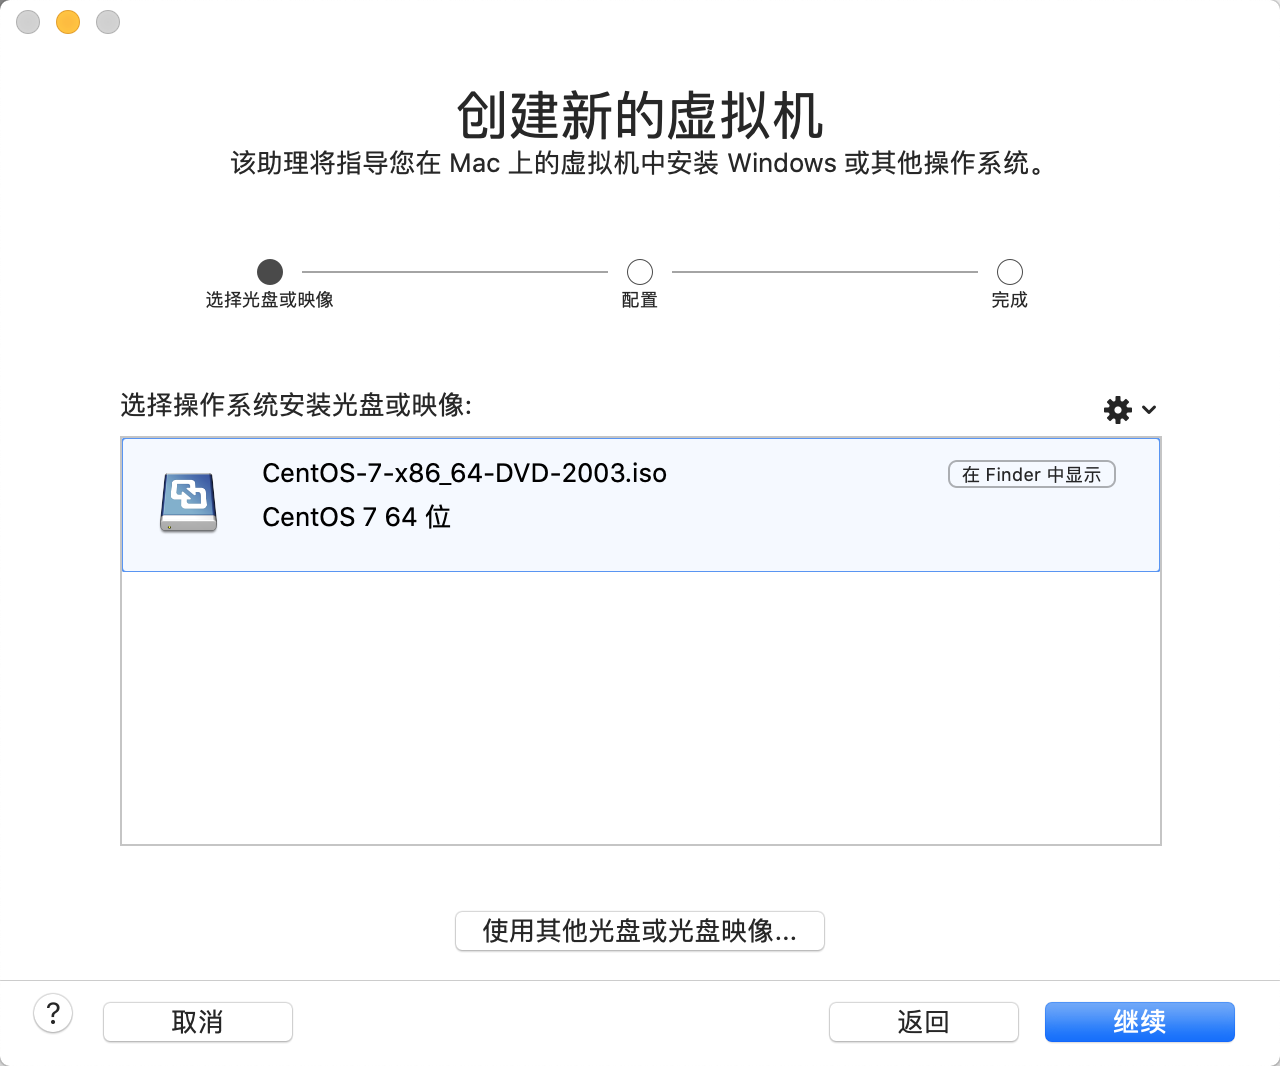 创建新的虚拟机
该助理将指导您在 Mac 上的虚拟机中安装 Windows 或其他操作系统。
选择光盘或映像
配置
完成
选择操作系统安装光盘或映像:
CentOS-7-x86_64-DVD-2003.iso
在 Finder 中显示
CentOS 7 64 位
使用其他光盘或光盘映像...
?
取消
返回
继续